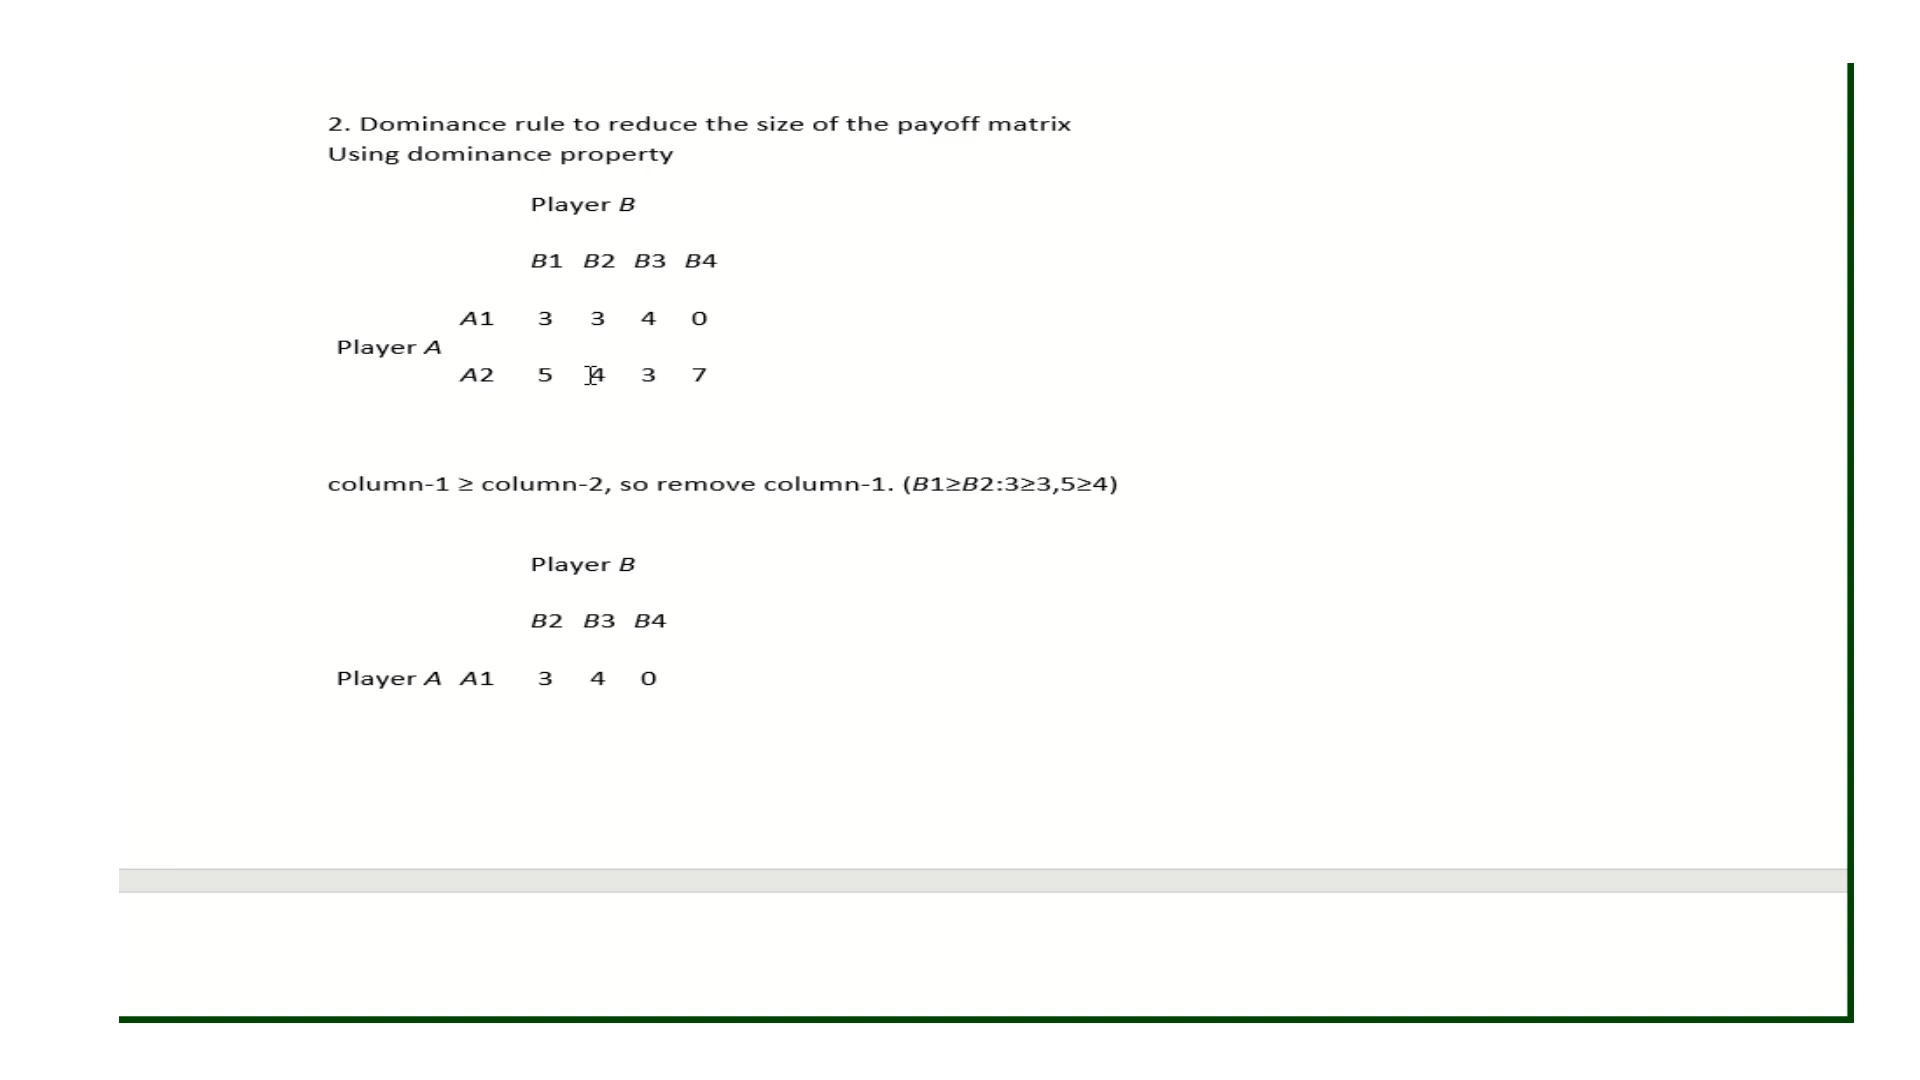 2. Dominance rule to reduce the size of the payoff matrix
Using dominance property
Player B
B1 B2 B3 B4
A1 3 3 4 0
Player A
A2 5 4 3 7
column-1 ≥ column-2, so remove column-1. (B1≥B2:3≥3,5≥4)
Player B
B2 B3 B4
Player A A1 3 4 0